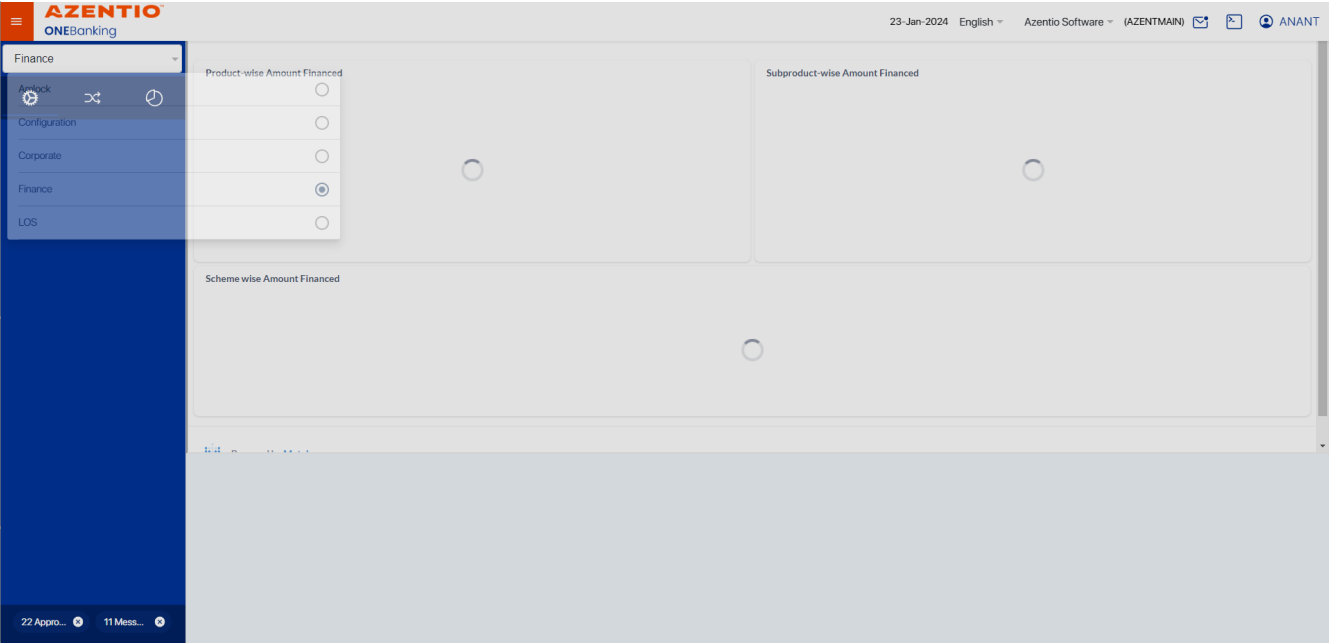 AZENTIO
ONEBanking
23-Jan-2024 English Azentio Software (AZENTMAIN) ANANT
Finance
Product-wise Amount Financed
Subproduct-wise Amount Financed
Amlock
Configuration
Corporate
Finance
LOS
Scheme wise Amount Financed
22 Appro...
11 Mess...